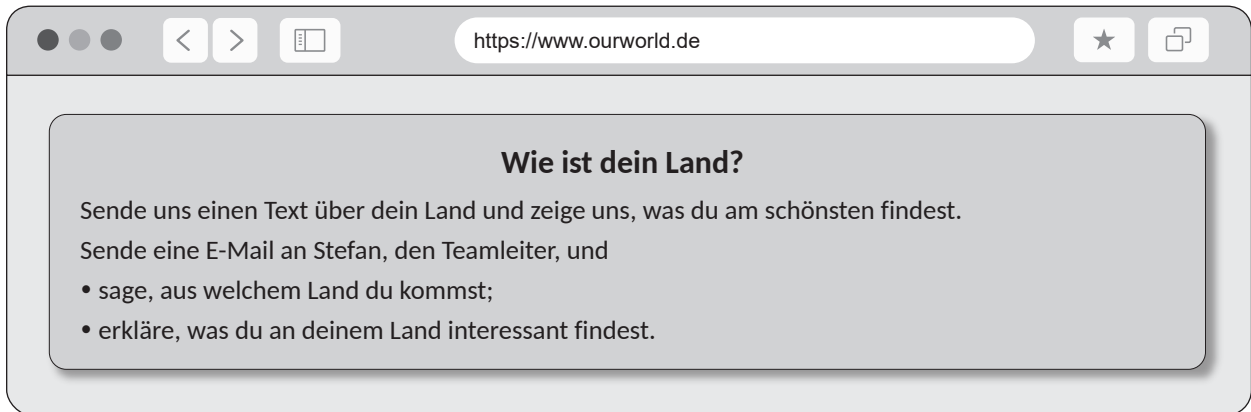 https://www.ourworld.de
Wie ist dein Land?
Sende uns einen Text über dein Land und zeige uns, was du am schönsten findest.
Sende eine E-Mail an Stefan, den Teamleiter, und
• sage, aus welchem Land du kommst;
• erkläre, was du an deinem Land interessant findest.